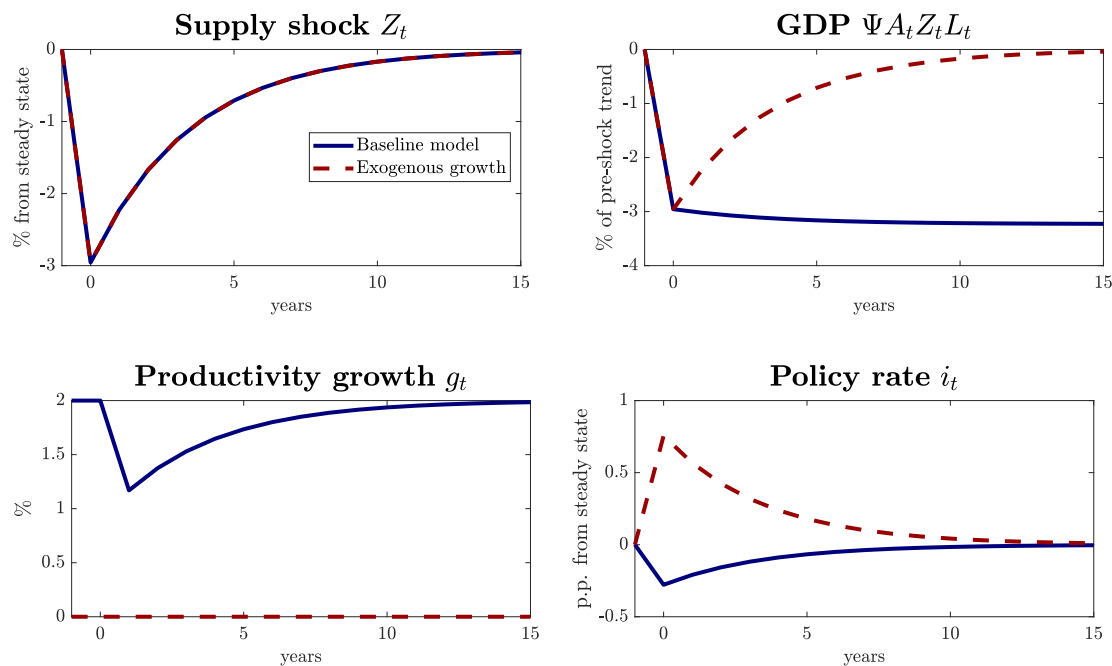 Supply shock Z_t
0
-1
-2
-3
% from steady state
0 5 10 15
years
Baseline model
Exogenous growth
GDP ΨA_tZ_tL_t
0
-1
-2
-3
-4
% of pre-shock trend
0 5 10 15
years
Productivity growth g_t
2
1.5
1
0.5
0
%
0 5 10 15
years
Policy rate i_t
1
0.5
0
-0.5
p.p. from steady state
0 5 10 15
years